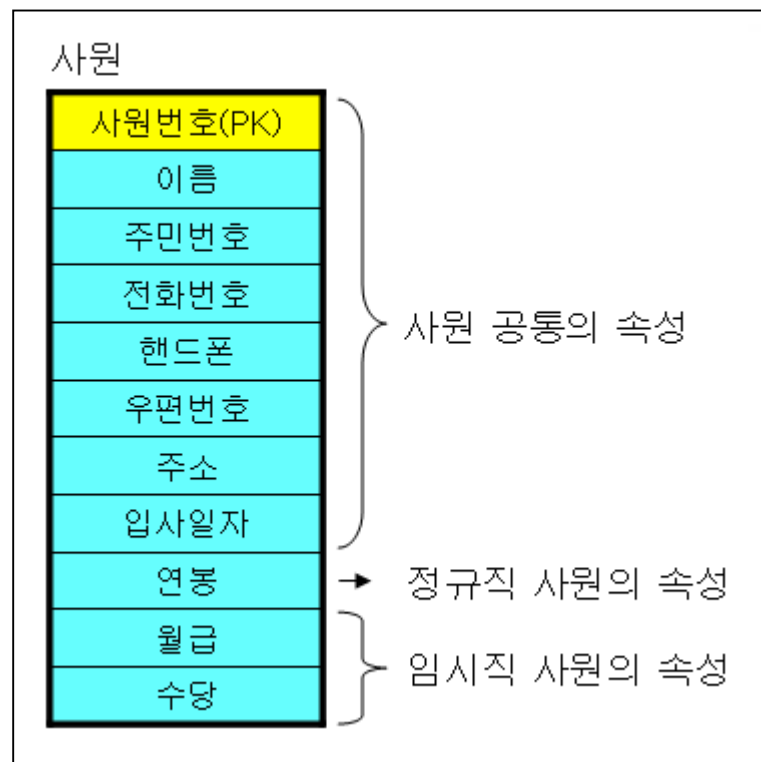 사원
사원번호(PK)
이름
주민번호
전화번호
핸드폰
우편번호
주소
입사일자
연봉
월급
수당
사원 공통의 속성
정규직 사원의 속성
임시직 사원의 속성